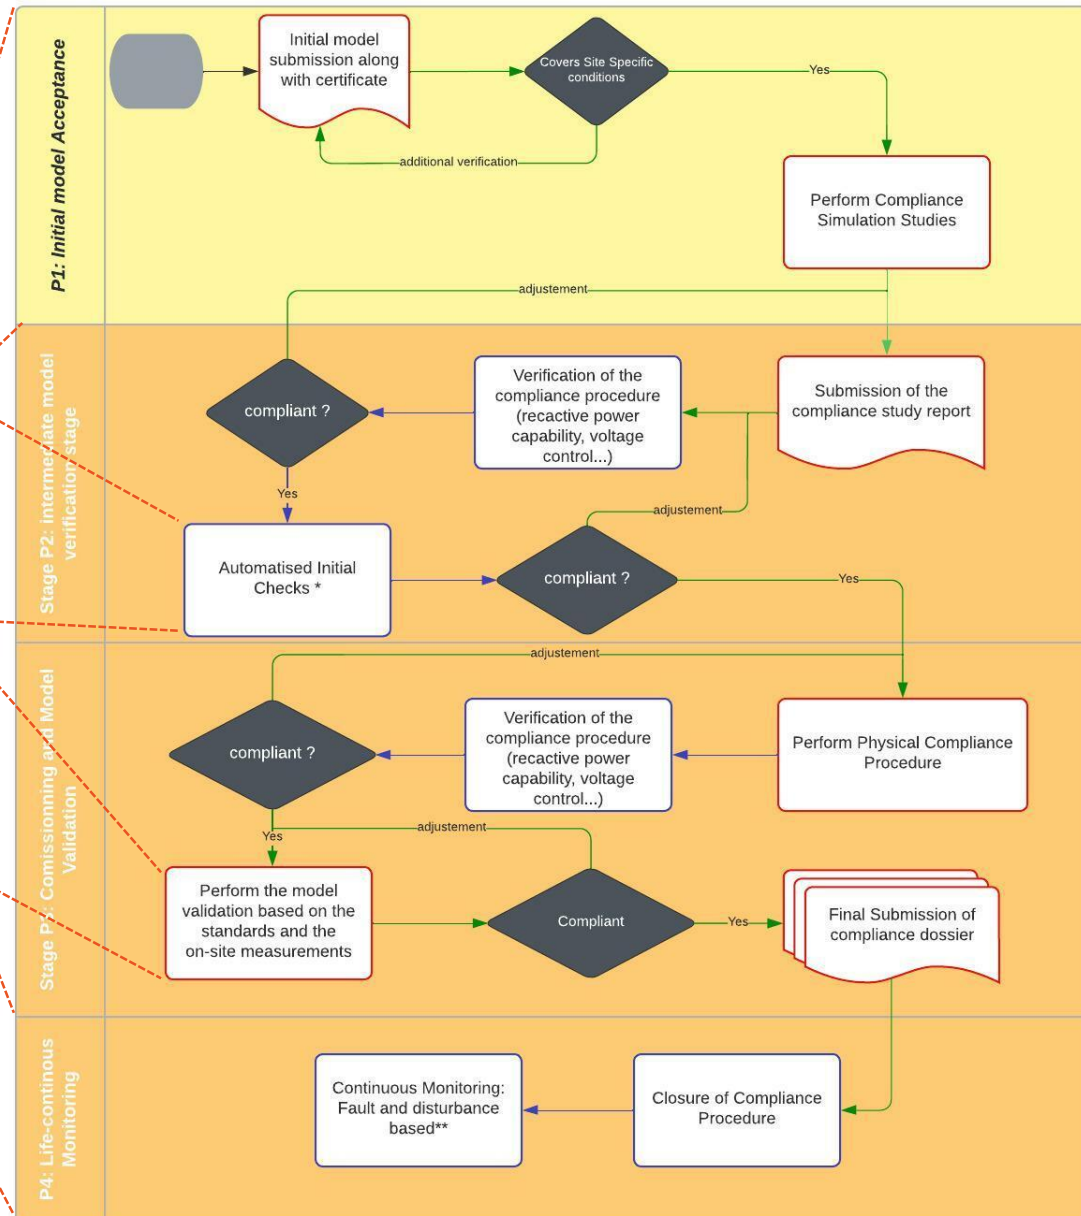 P1: Initial model Acceptance
Initial model
submission along
with certificate
Covers Site Specific
conditions
Yes
additional verification
Perform Compliance
Simulation Studies
adjustement
Stage P2: intermediate model
verification stage
compliant ?
Verification of the
compliance procedure
(recactive power
capability, voltage
control...)
Submission of the
compliance study report
Yes
adjustement
Automatised Initial
Checks *
compliant ?
Yes
Stage P3: Comissionning and Model
Validation
adjustement
compliant ?
Verification of the
compliance procedure
(recactive power
capability, voltage
control...)
Perform Physical Compliance
Procedure
Yes
adjustement
Perform the model
validation based on the
standards and the
on-site measurements
Compliant
Yes
Final Submission of
compliance dossier
P4: Life-continous
Monitoring
Continuous Monitoring:
Fault and disturbance
based**
Closure of Compliance
Procedure